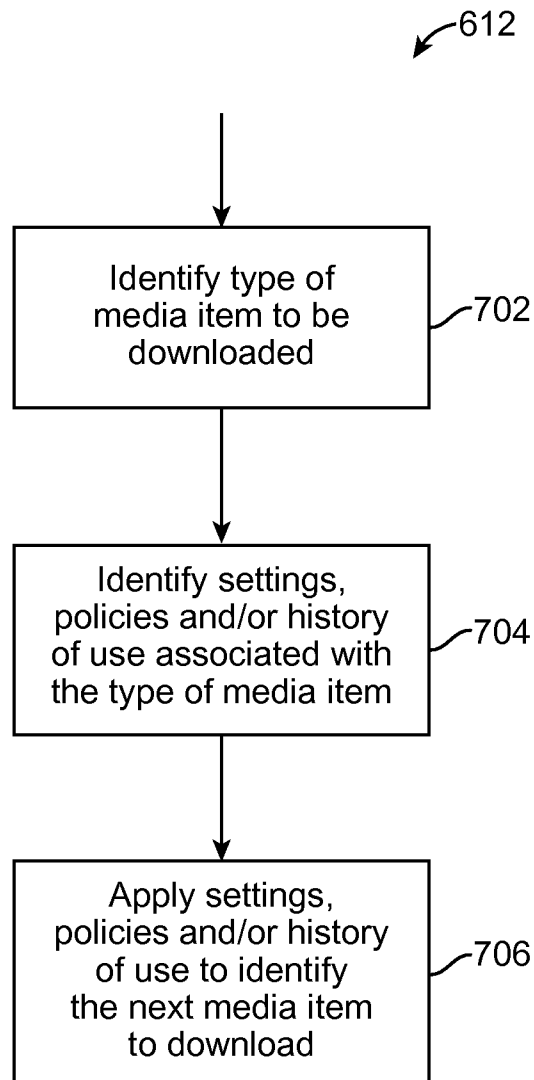 612
Identify type of
media item to be
downloaded
702
Identify settings,
policies and/or history
of use associated with
the type of media item
704
Apply settings,
policies and/or history
of use to identify
the next media item
to download
706